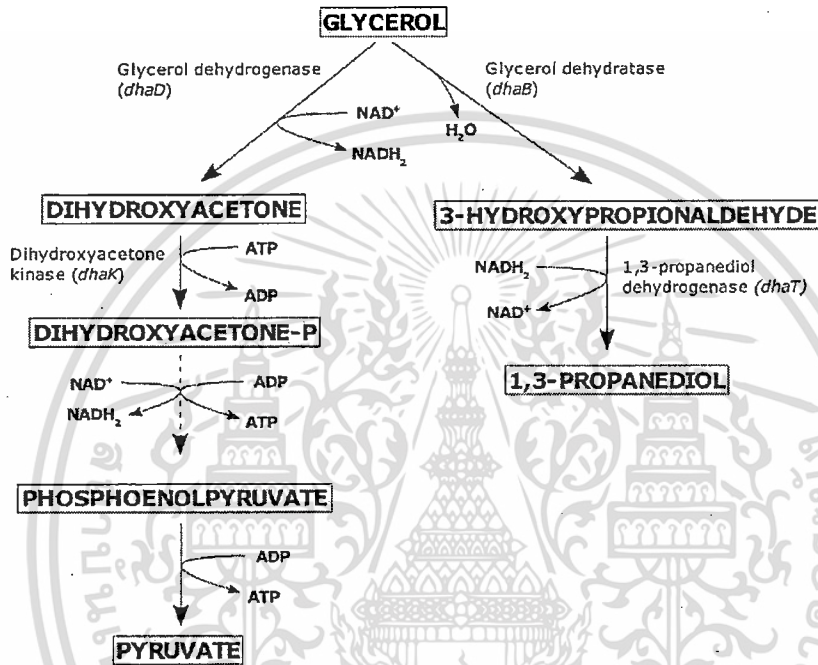 GLYCEROL
Glycerol dehydrogenase
(dhaD)
Glycerol dehydratase
(dhaB)
NAD⁺
NADH₂
H₂O
DIHYDROXYACETONE
3-HYDROXYPROPIONALDEHYDE
Dihydroxyacetone
kinase (dhaK)
ATP
ADP
NADH₂
NAD⁺
1,3-propanediol
dehydrogenase (dhaT)
DIHYDROXYACETONE-P
1,3-PROPANEDIOL
NAD⁺
NADH₂
ADP
ATP
PHOSPHOENOLPYRUVATE
ADP
ATP
PYRUVATE